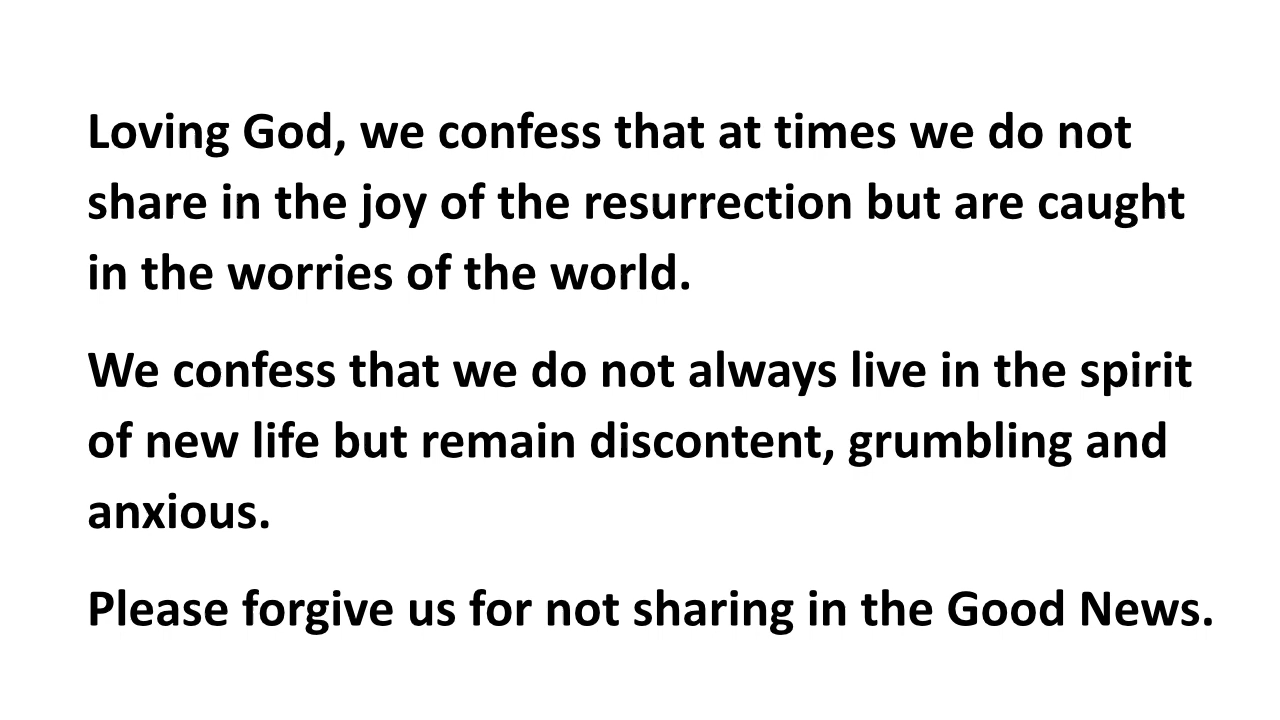 Loving God, we confess that at times we do not
share in the joy of the resurrection but are caught
in the worries of the world.
We confess that we do not always live in the spirit
of new life but remain discontent, grumbling and
anxious.
Please forgive us for not sharing in the Good News.